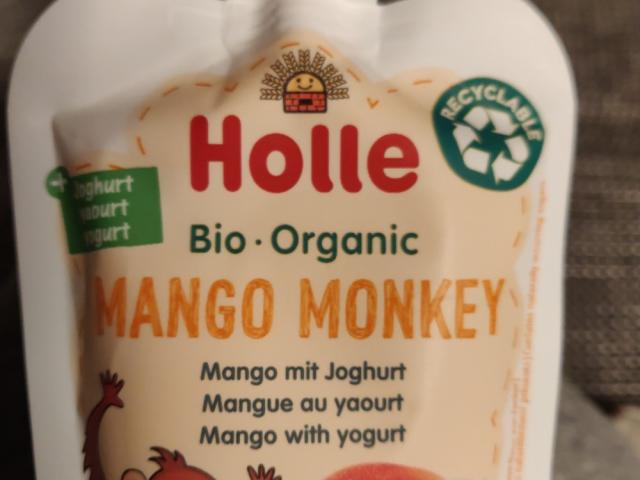 Holle
RECYCLABLE
+ Joghurt
yaourt
yogurt
Bio · Organic
MANGO MONKEY
Mango mit Joghurt
Mangue au yaourt
Mango with yogurt